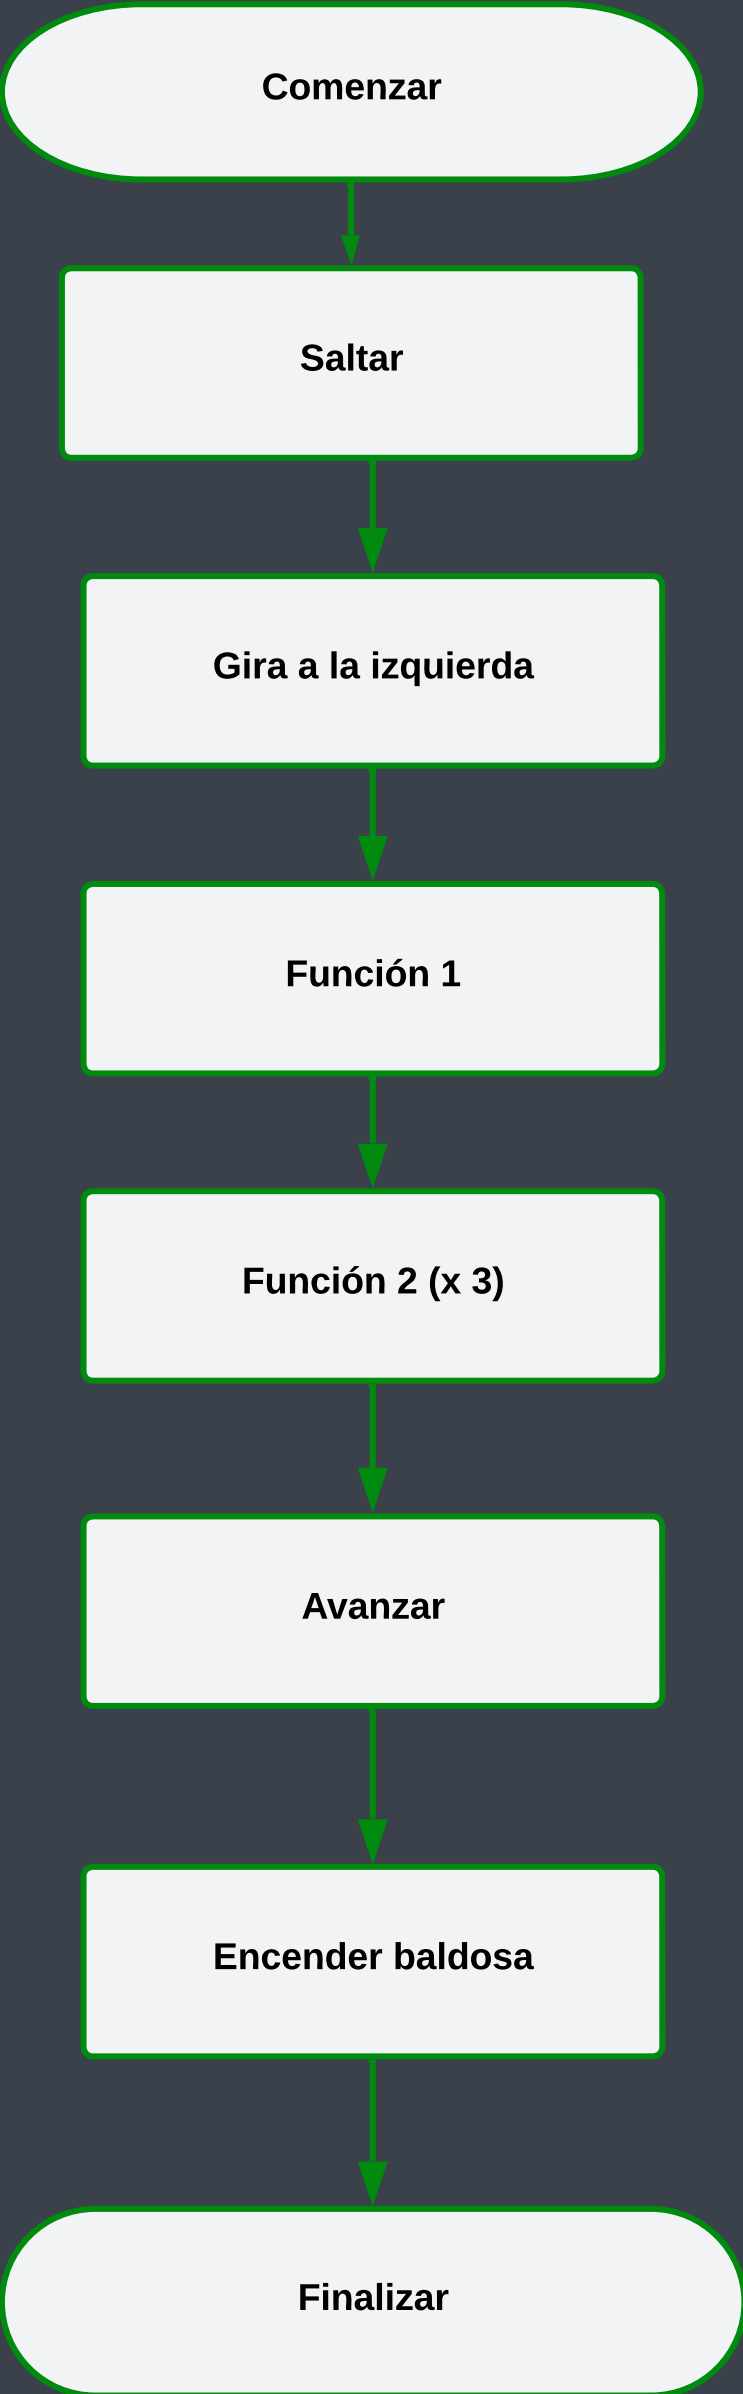 Comenzar
Saltar
Gira a la izquierda
Función 1
Función 2 (x 3)
Avanzar
Encender baldosa
Finalizar